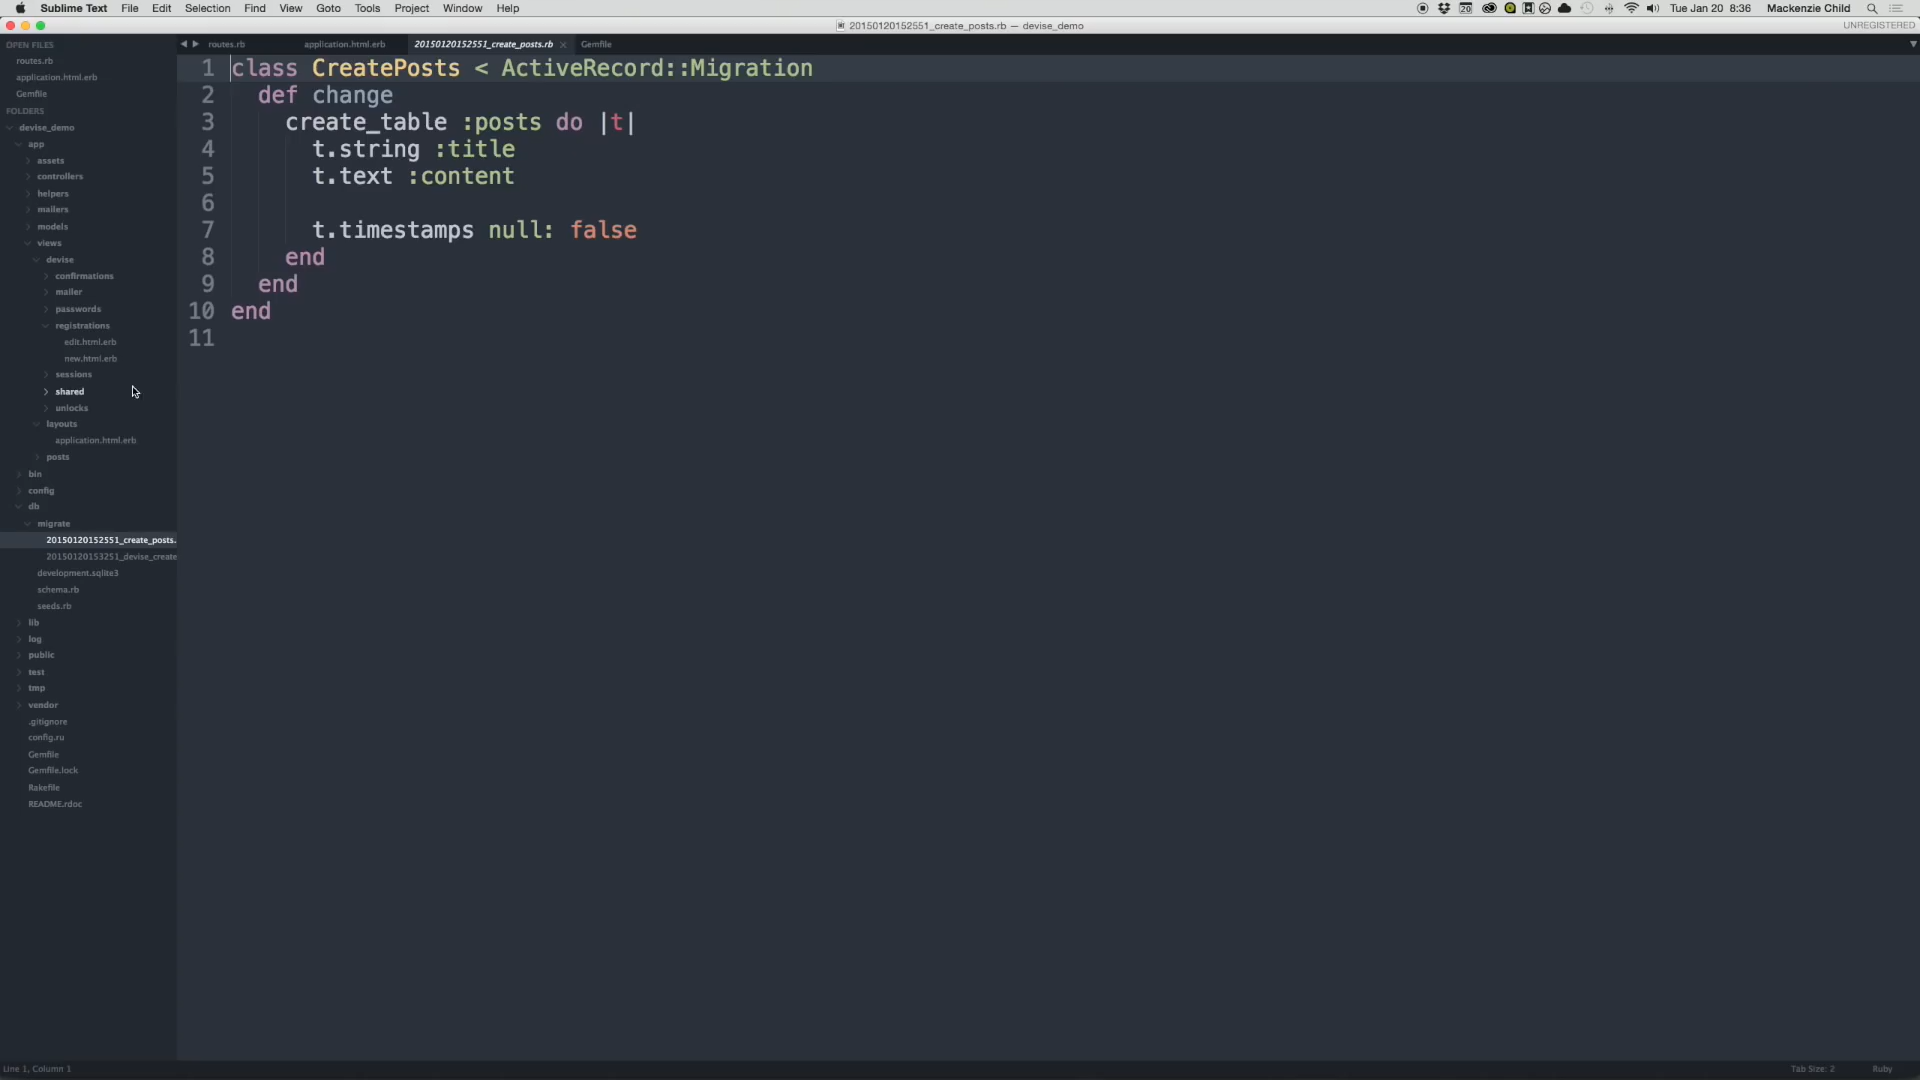 Sublime Text File Edit Selection Find View Goto Tools Project Window Help
20 Tue Jan 20 8:36 Mackenzie Child
20150120152551_create_posts.rb — devise_demo
UNREGISTERED
OPEN FILES
routes.rb
application.html.erb
Gemfile
FOLDERS
devise_demo
app
assets
controllers
helpers
mailers
models
views
devise
confirmations
mailer
passwords
registrations
edit.html.erb
new.html.erb
sessions
shared
unlocks
layouts
application.html.erb
posts
bin
config
db
migrate
20150120152551_create_posts.
20150120153251_devise_create
development.sqlite3
schema.rb
seeds.rb
lib
log
public
test
tmp
vendor
.gitignore
config.ru
Gemfile
Gemfile.lock
Rakefile
README.rdoc
routes.rb application.html.erb 20150120152551_create_posts.rb Gemfile
1 class CreatePosts < ActiveRecord::Migration
2 def change
3 create_table :posts do |t|
4 t.string :title
5 t.text :content
6
7 t.timestamps null: false
8 end
9 end
10 end
11
Line 1, Column 1
Tab Size: 2 Ruby